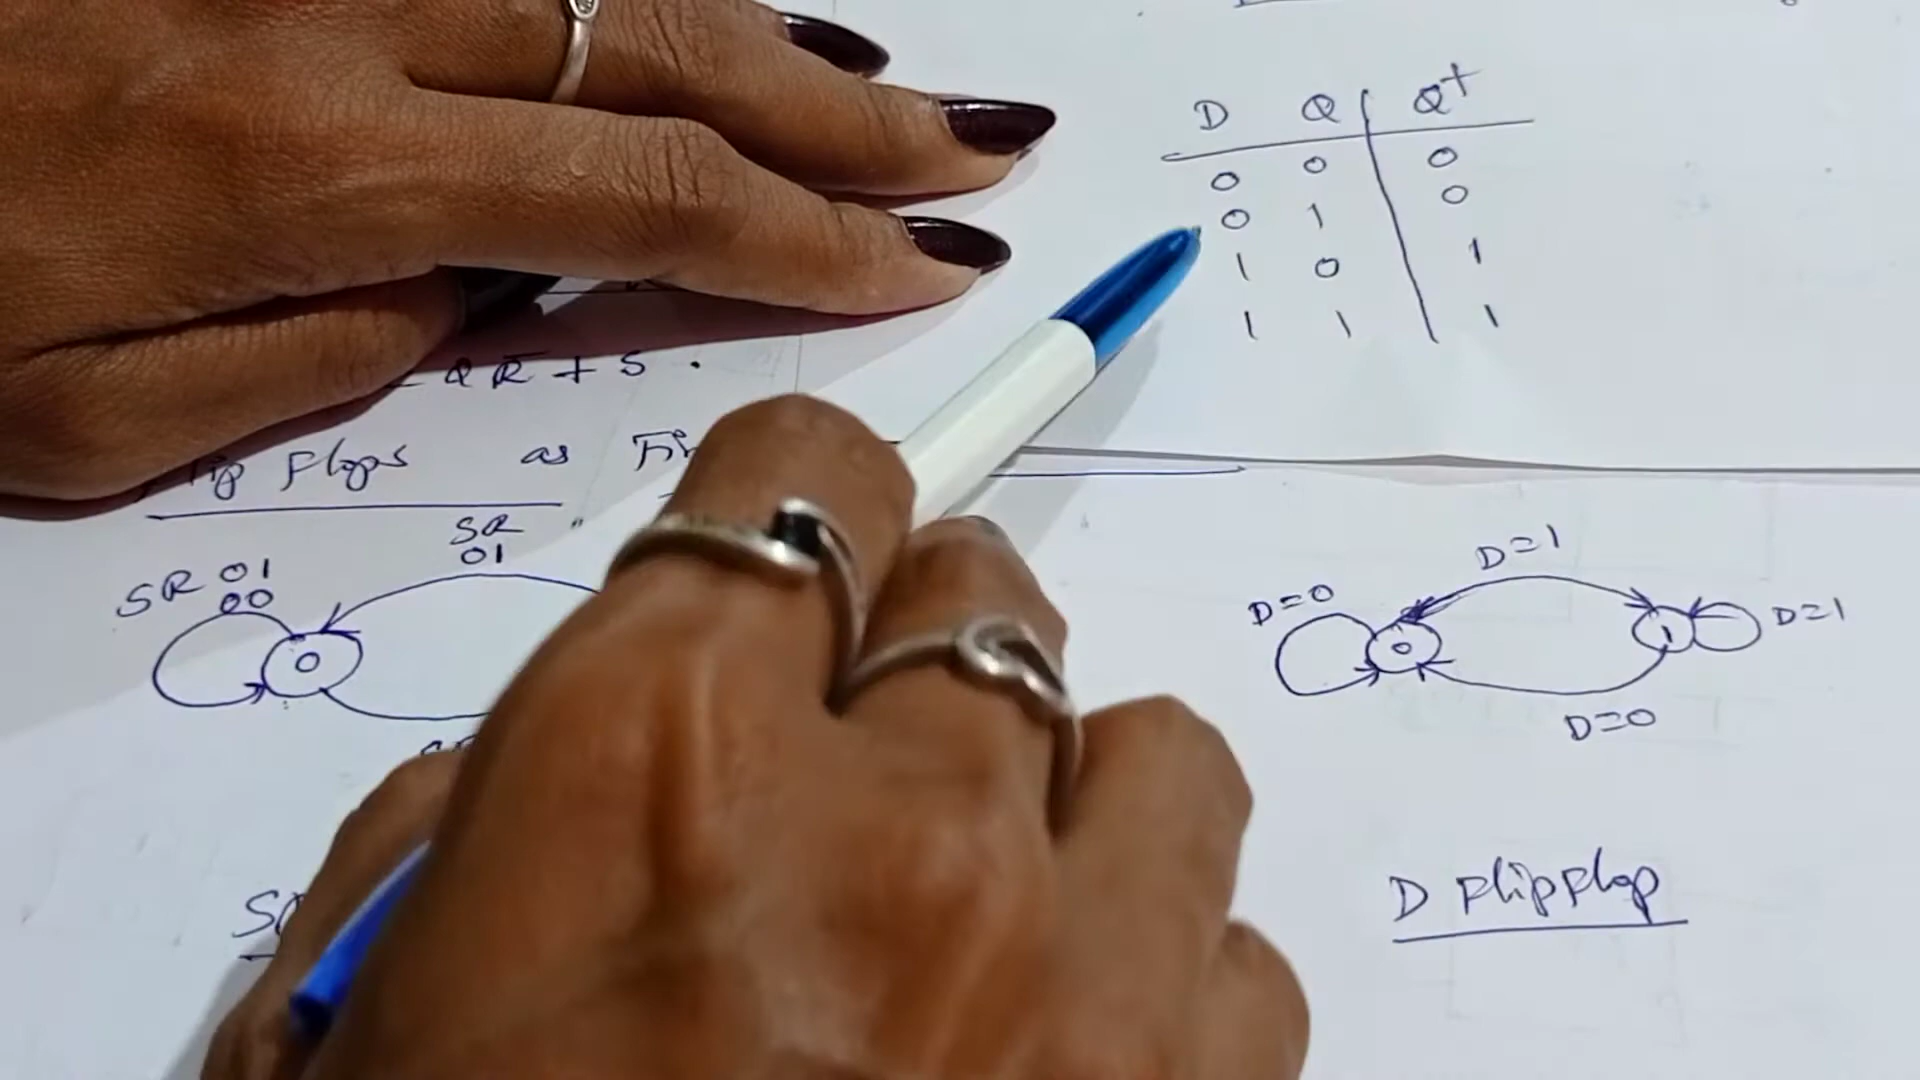 D Q Q+
0 0 0
0 1 0
1 0 1
1 1 1
QR̅ + S .
Flops as
SR
01
SR 01
00
0
D=1
D=0
0
1
D=1
D=0
D FlipFlop